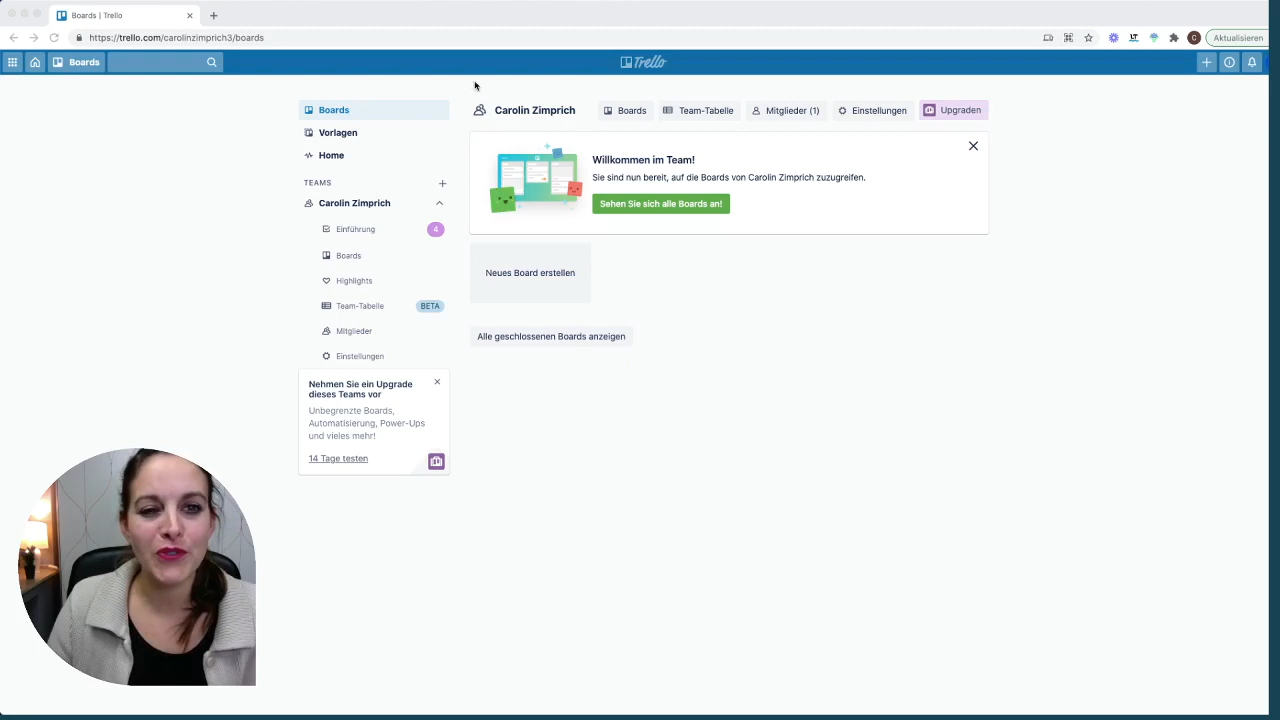 Boards | Trello
https://trello.com/carolinzimprich3/boards
LT
C
Aktualisieren
Boards
Trello
Boards
Vorlagen
Home
TEAMS
Carolin Zimprich
Einführung 4
Boards
Highlights
Team-Tabelle BETA
Mitglieder
Einstellungen
Nehmen Sie ein Upgrade
dieses Teams vor
Unbegrenzte Boards,
Automatisierung, Power-Ups
und vieles mehr!
14 Tage testen
Carolin Zimprich Boards Team-Tabelle Mitglieder (1) Einstellungen Upgraden
Willkommen im Team!
Sie sind nun bereit, auf die Boards von Carolin Zimprich zuzugreifen.
Sehen Sie sich alle Boards an!
Neues Board erstellen
Alle geschlossenen Boards anzeigen